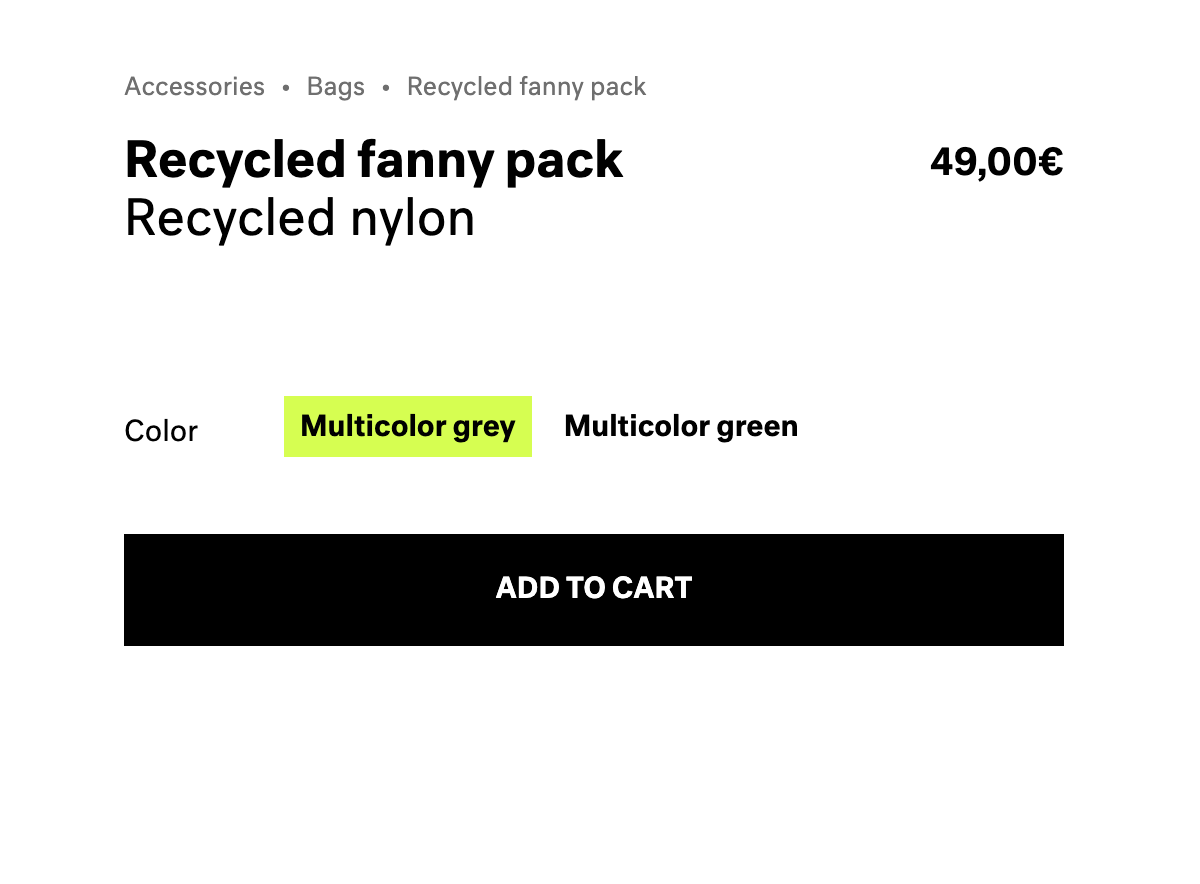 Accessories • Bags • Recycled fanny pack
Recycled fanny pack 49,00€
Recycled nylon
Color Multicolor grey Multicolor green
ADD TO CART